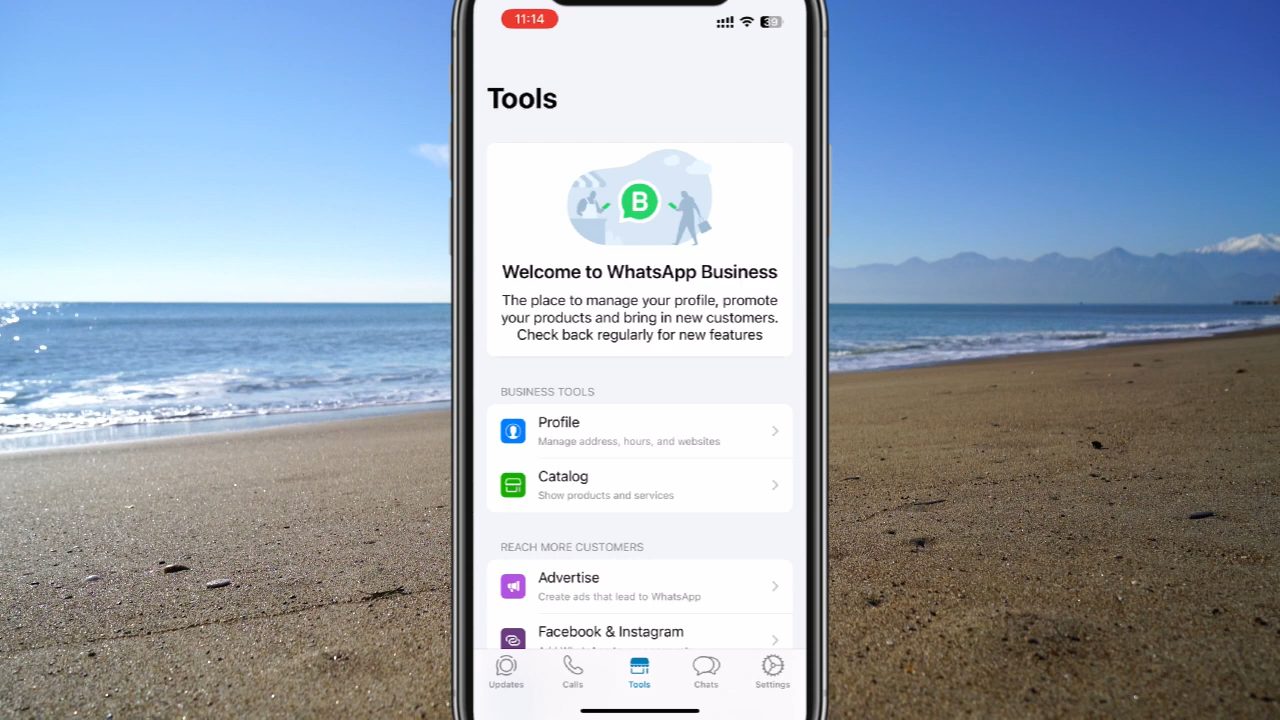 11:14
39
Tools
B
Welcome to WhatsApp Business
The place to manage your profile, promote
your products and bring in new customers.
Check back regularly for new features
BUSINESS TOOLS
Profile
Manage address, hours, and websites
Catalog
Show products and services
REACH MORE CUSTOMERS
Advertise
Create ads that lead to WhatsApp
Facebook & Instagram
Updates
Calls
Tools
Chats
Settings